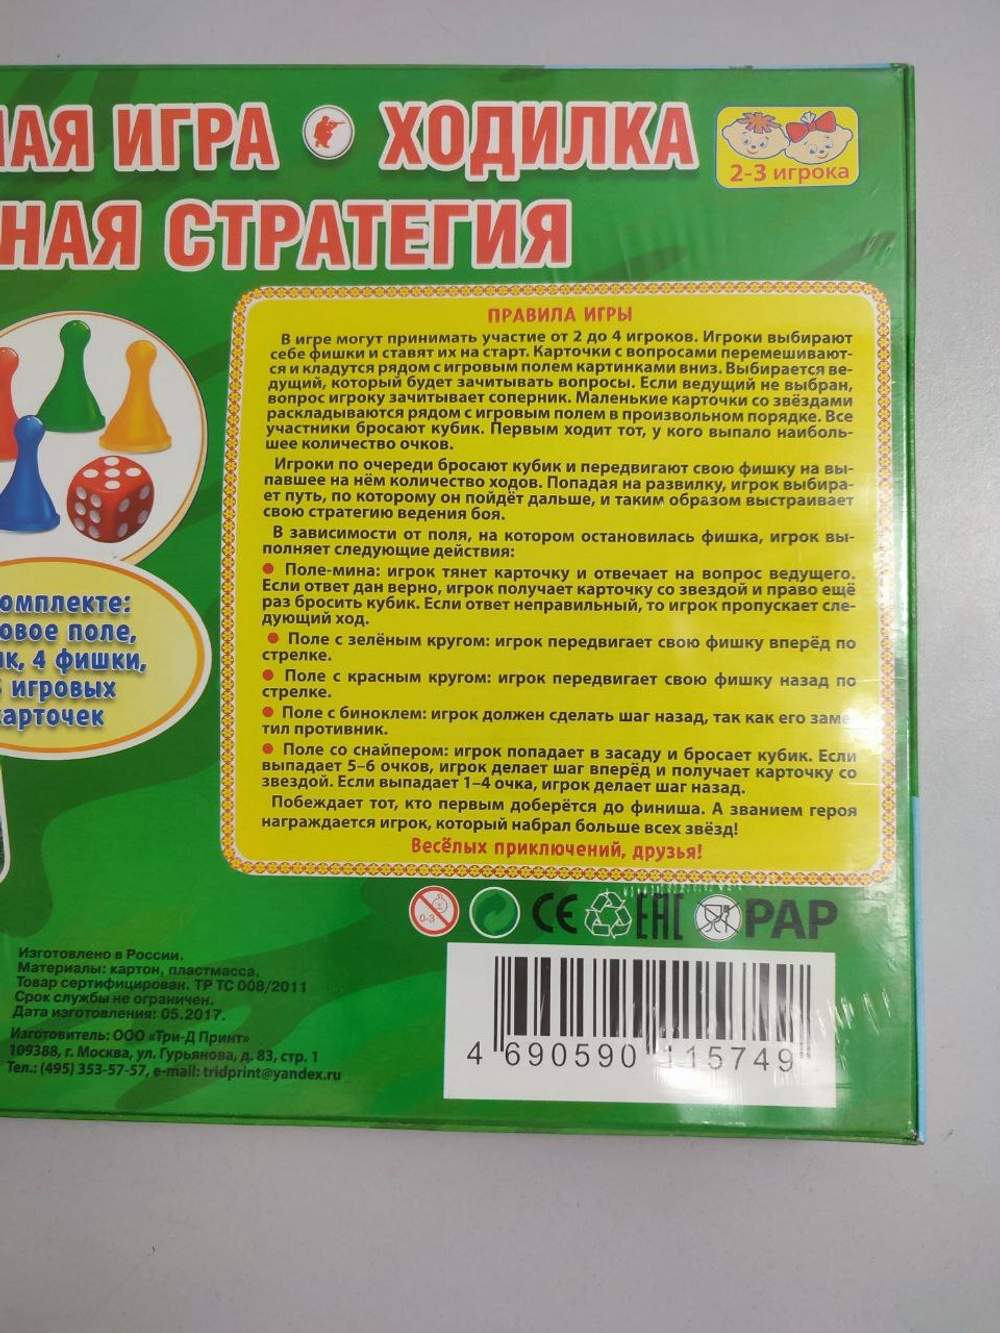 ИГРА ХОДИЛКА
2-3 игрока
СТРАТЕГИЯ
ПРАВИЛА ИГРЫ
В игре могут принимать участие от 2 до 4 игроков. Игроки выбирают
себе фишки и ставят их на старт. Карточки с вопросами перемешивают-
ся и кладутся рядом с игровым полем картинками вниз. Выбирается ве-
дущий, который будет зачитывать вопросы. Если ведущий не выбран,
вопрос игроку зачитывает соперник. Маленькие карточки со звёздами
раскладываются рядом с игровым полем в произвольном порядке. Все
участники бросают кубик. Первым ходит тот, у кого выпало наиболь-
шее количество очков.
Игроки по очереди бросают кубик и передвигают свою фишку на вы-
павшее на нём количество ходов. Попадая на развилку, игрок выбира-
ет путь, по которому он пойдёт дальше, и таким образом выстраивает
свою стратегию ведения боя.
В зависимости от поля, на котором остановилась фишка, игрок вы-
полняет следующие действия:
• Поле-мина: игрок тянет карточку и отвечает на вопрос ведущего.
Если ответ дан верно, игрок получает карточку со звездой и право ещё
раз бросить кубик. Если ответ неправильный, то игрок пропускает сле-
дующий ход.
• Поле с зелёным кругом: игрок передвигает свою фишку вперёд по
стрелке.
• Поле с красным кругом: игрок передвигает свою фишку назад по
стрелке.
• Поле с биноклем: игрок должен сделать шаг назад, так как его заме-
тил противник.
• Поле со снайпером: игрок попадает в засаду и бросает кубик. Если
выпадает 5–6 очков, игрок делает шаг вперёд и получает карточку со
звездой. Если выпадает 1–4 очка, игрок делает шаг назад.
Побеждает тот, кто первым доберётся до финиша. А званием героя
награждается игрок, который набрал больше всех звёзд!
Весёлых приключений, друзья!
омплекте:
овое поле,
ик, 4 фишки,
игровых
карточек
0-3 CE EAC PAP
Изготовлено в России.
Материалы: картон, пластмасса.
Товар сертифицирован. ТР ТС 008/2011
Срок службы не ограничен.
Дата изготовления: 05.2017.
Изготовитель: ООО «Три-Д Принт»
109388, г. Москва, ул. Гурьянова, д. 83, стр. 1
Тел.: (495) 353-57-57, e-mail: tridprint@yandex.ru
4 690590 115749